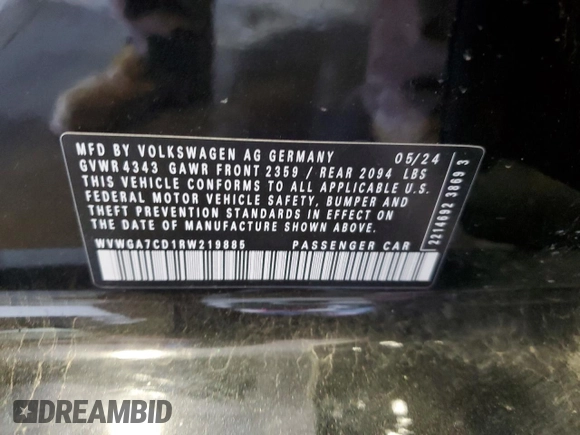 MFD BY VOLKSWAGEN AG GERMANY 05/24
GVWR 4343 GAWR FRONT 2359 / REAR 2094 LBS
THIS VEHICLE CONFORMS TO ALL APPLICABLE U.S.
FEDERAL MOTOR VEHICLE SAFETY, BUMPER AND
THEFT PREVENTION STANDARDS IN EFFECT ON
THE DATE OF MANUFACTURE SHOWN ABOVE.
WVWGA7CD1RW219885 PASSENGER CAR
2214692 3869 3
DREAMBID